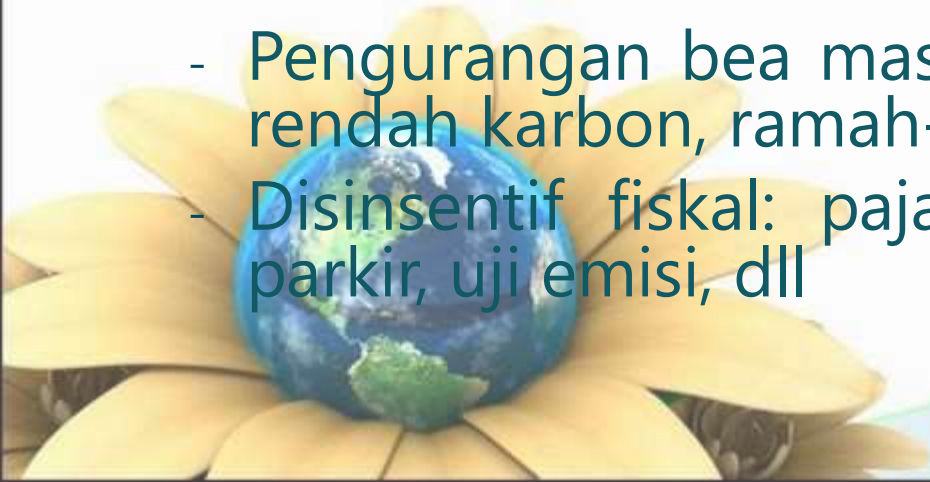 - Pengurangan bea mas
rendah karbon, ramah-
- Disinsentif fiskal: paja
parkir, uji emisi, dll